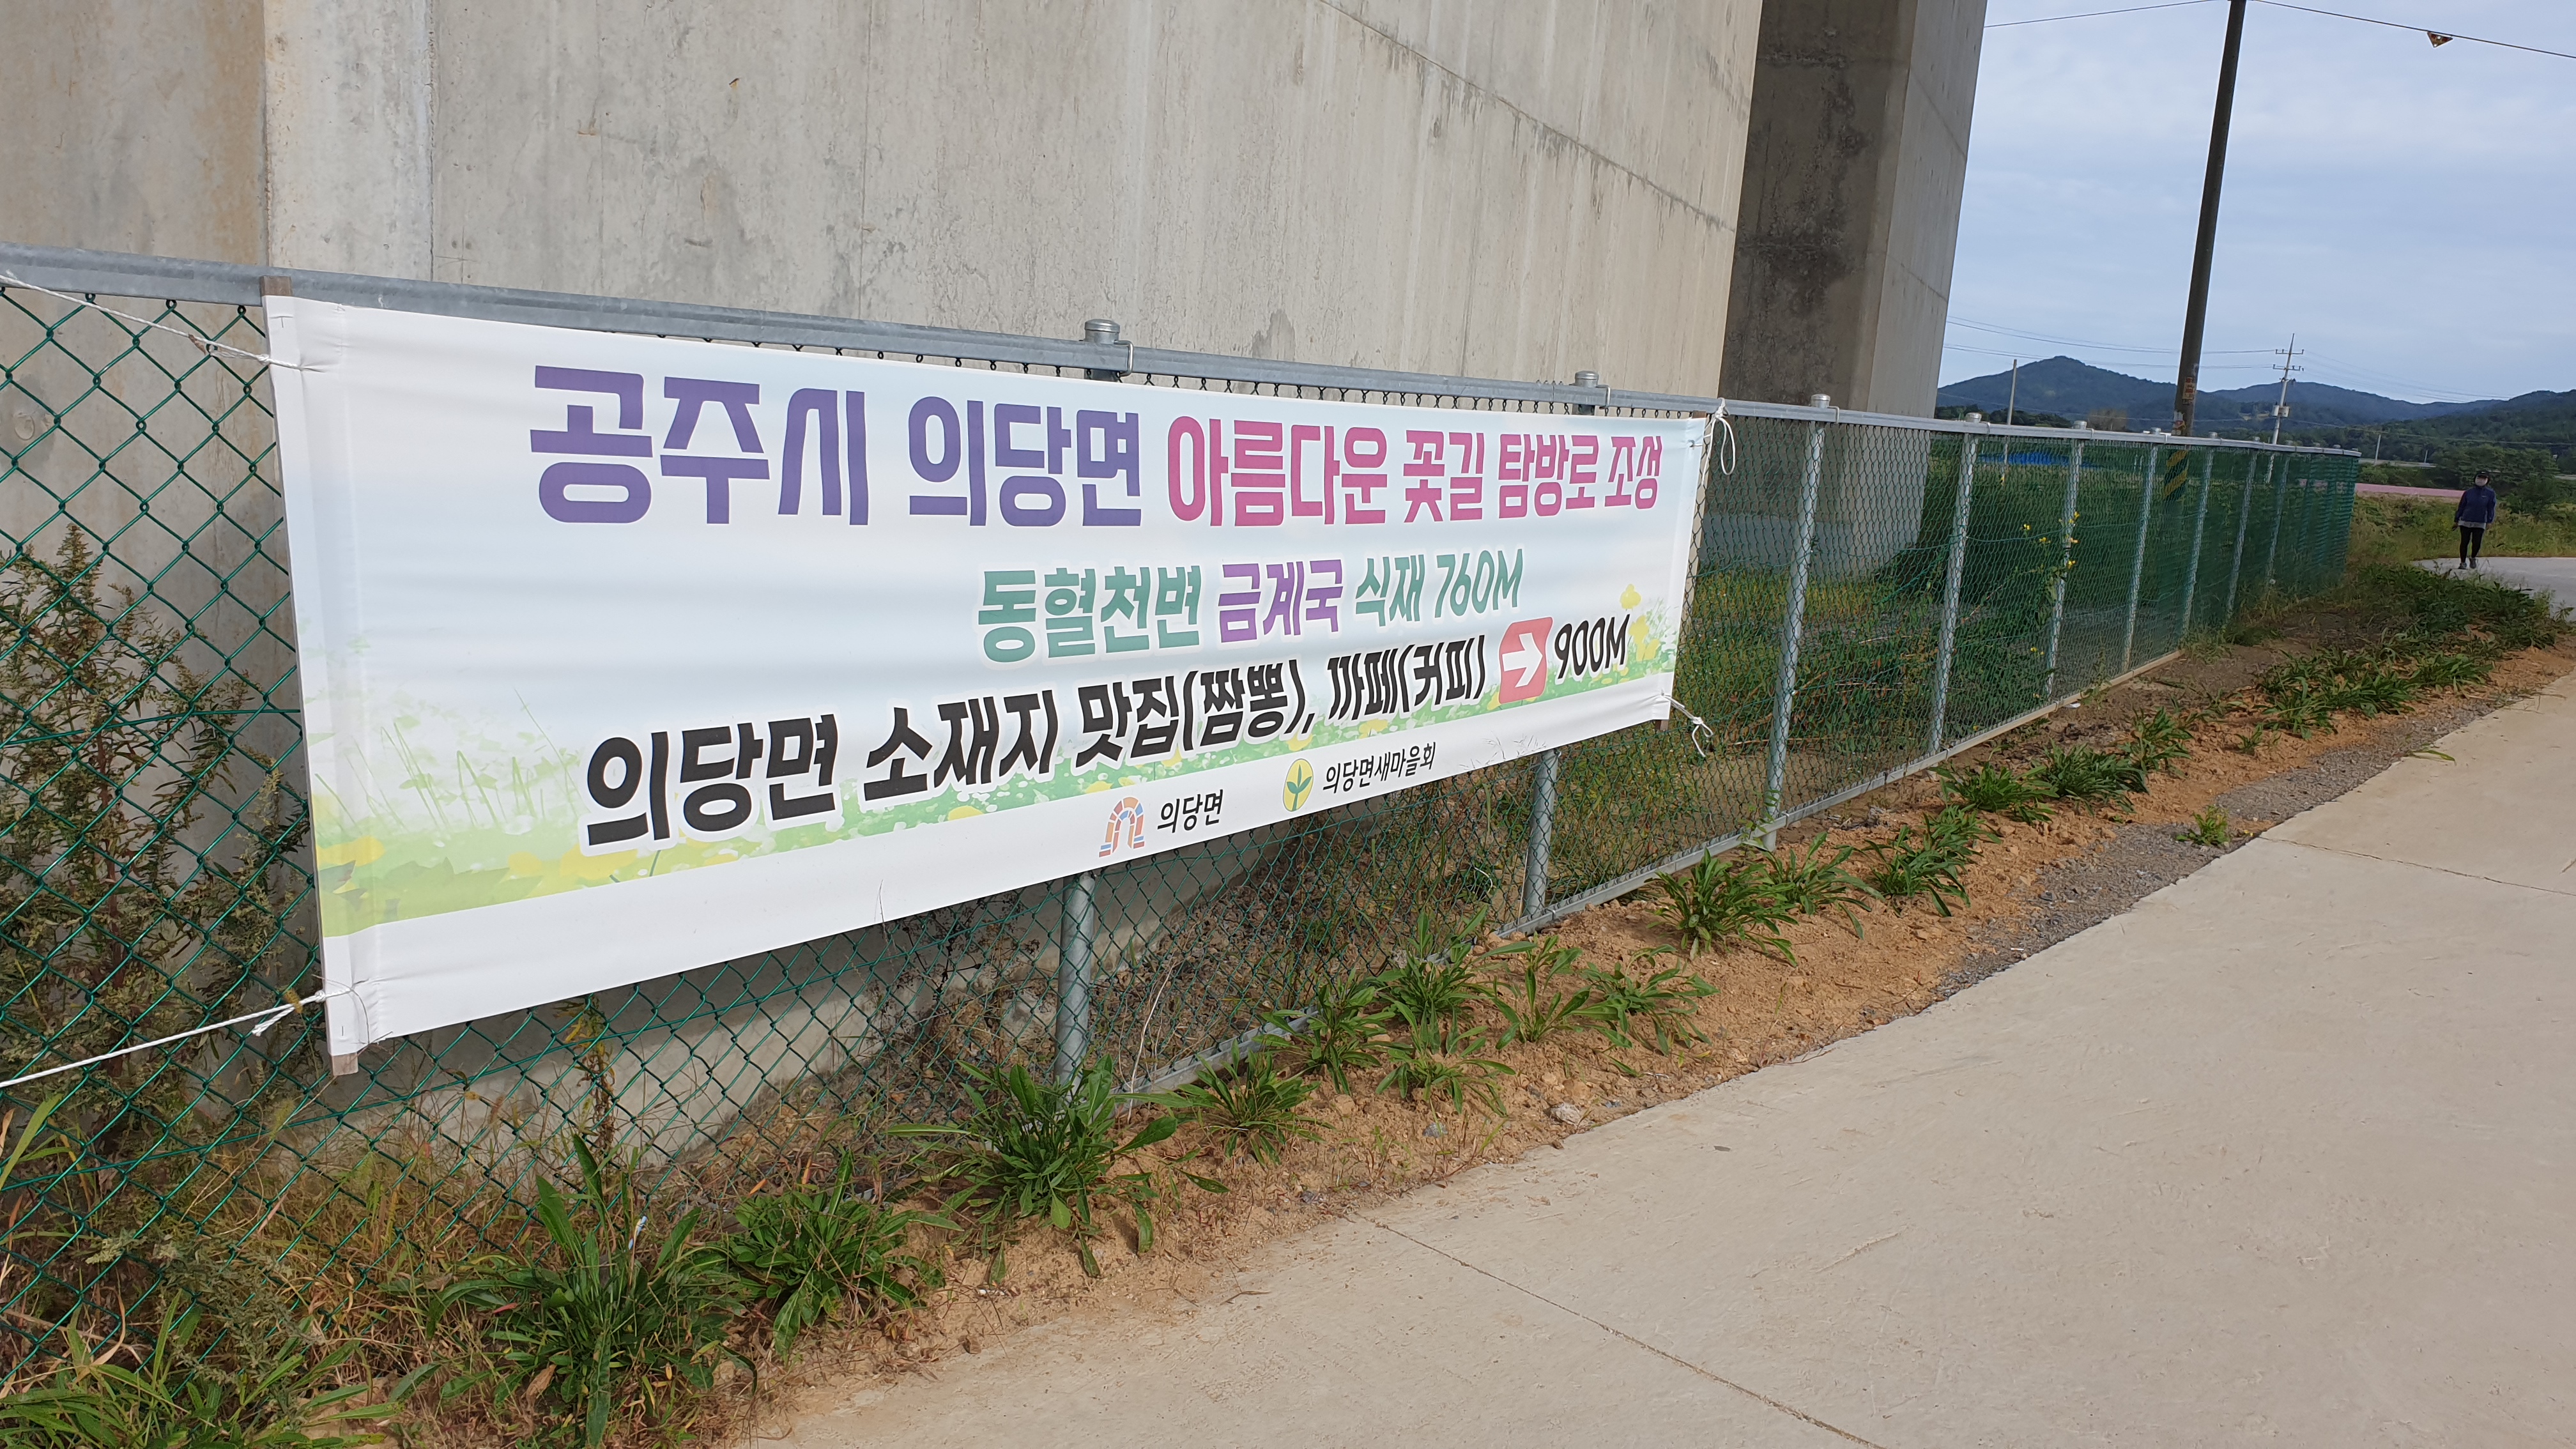 공주시 의당면 아름다운 꽃길 탐방로 조성
동혈천변 금계국 식재 760M
의당면 소재지 맛집(짬뽕), 까페(커피) → 900M
의당면 의당면새마을회